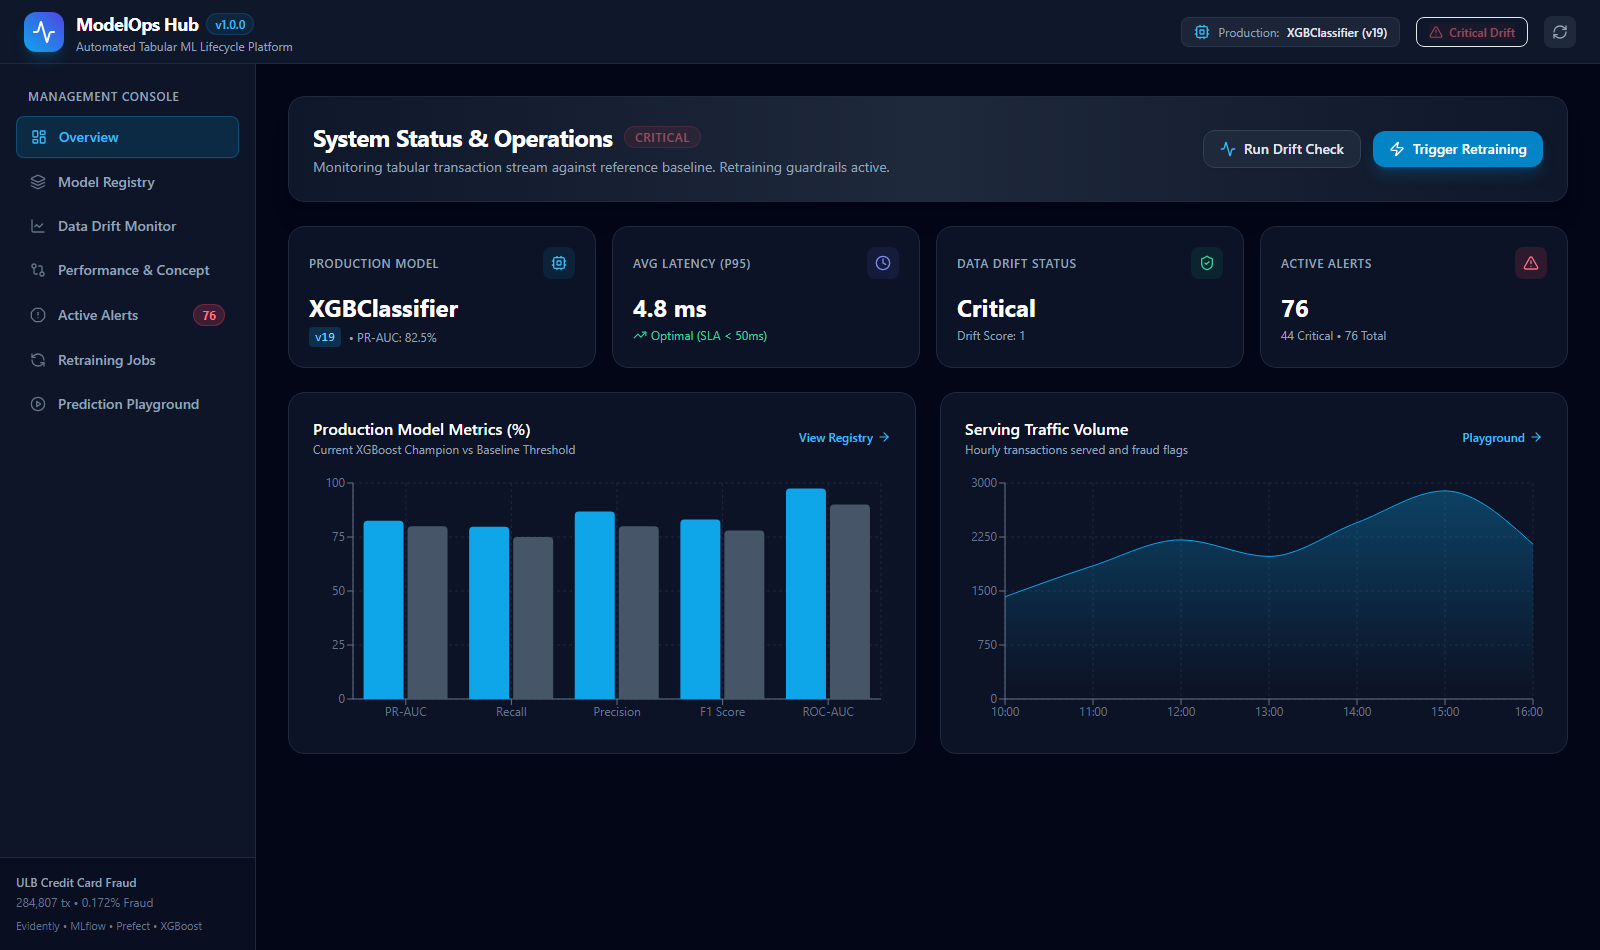 ModelOps Hub v1.0.0
Automated Tabular ML Lifecycle Platform
Production: XGBClassifier (v19)
Critical Drift
MANAGEMENT CONSOLE
Overview
Model Registry
Data Drift Monitor
Performance & Concept
Active Alerts 76
Retraining Jobs
Prediction Playground
ULB Credit Card Fraud
284,807 tx • 0.172% Fraud
Evidently • MLflow • Prefect • XGBoost
System Status & Operations CRITICAL
Monitoring tabular transaction stream against reference baseline. Retraining guardrails active.
Run Drift Check
Trigger Retraining
PRODUCTION MODEL
XGBClassifier
v19 • PR-AUC: 82.5%
AVG LATENCY (P95)
4.8 ms
Optimal (SLA < 50ms)
DATA DRIFT STATUS
Critical
Drift Score: 1
ACTIVE ALERTS
76
44 Critical • 76 Total
Production Model Metrics (%)
Current XGBoost Champion vs Baseline Threshold
View Registry
100
75
50
25
0
PR-AUC Recall Precision F1 Score ROC-AUC
Serving Traffic Volume
Hourly transactions served and fraud flags
Playground
3000
2250
1500
750
0
10:00 11:00 12:00 13:00 14:00 15:00 16:00